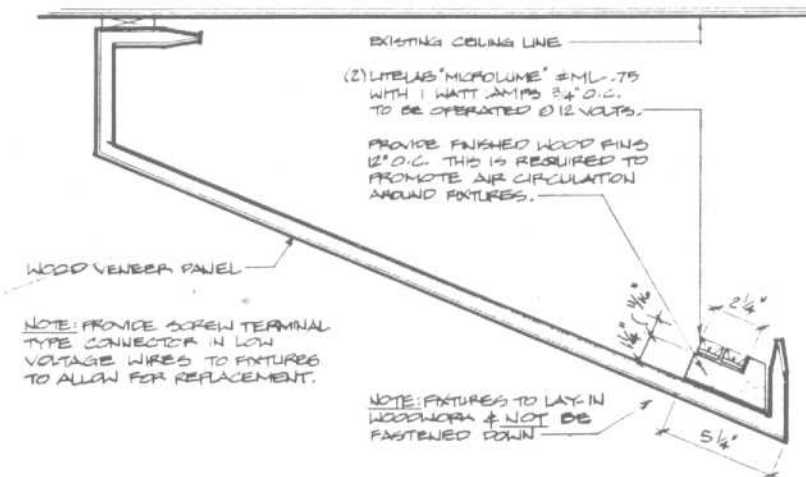 EXISTING CEILING LINE
(2) LITELAB "MICROLUME" #ML-.75
WITH 1 WATT LAMPS 3/4" O.C.
TO BE OPERATED @ 12 VOLTS.
PROVIDE FINISHED WOOD FINS
12" O.C. THIS IS REQUIRED TO
PROMOTE AIR CIRCULATION
AROUND FIXTURES.
WOOD VENEER PANEL
NOTE: PROVIDE SCREW TERMINAL
TYPE CONNECTOR IN LOW
VOLTAGE WIRES TO FIXTURES
TO ALLOW FOR REPLACEMENT.
2 1/4"
1 1/4"
NOTE: FIXTURES TO LAY-IN
WOODWORK & NOT BE
FASTENED DOWN
5 1/4"